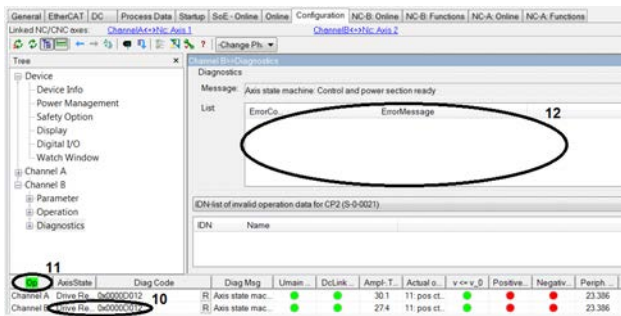 General EtherCAT DC Process Data Startup SoE - Online Online Configuration NC-B: Online NC-B: Functions NC-A: Online NC-A: Functions
Linked NC/CNC axes: ChannelA<->Nc: Axis 1 ChannelB<->Nc: Axis 2
? -Change Ph.
Tree × Channel B=>Diagnostics
Device Diagnostics
Device Info Message: Axis state machine: Control and power section ready
Power Management
Safety Option List: ErrorCo... ErrorMessage 12
Display
Digital I/O
Watch Window
Channel A
Channel B
Parameter IDN-list of invalid operation data for CP2 (S-0-0021)
Operation
Diagnostics IDN Name
11
Op AxisState Diag Code Diag Msg Umain ... DcLink ... Ampl- T... Actual o... v <= v_0 Positive... Negativ... Periph. ...
Channel A Drive Re... 0x0000D012 10 R Axis state mac... 30.1 11: pos ct... 23.386
Channel B Drive Re... 0x0000D012 R Axis state mac... 27.4 11: pos ct... 23.386